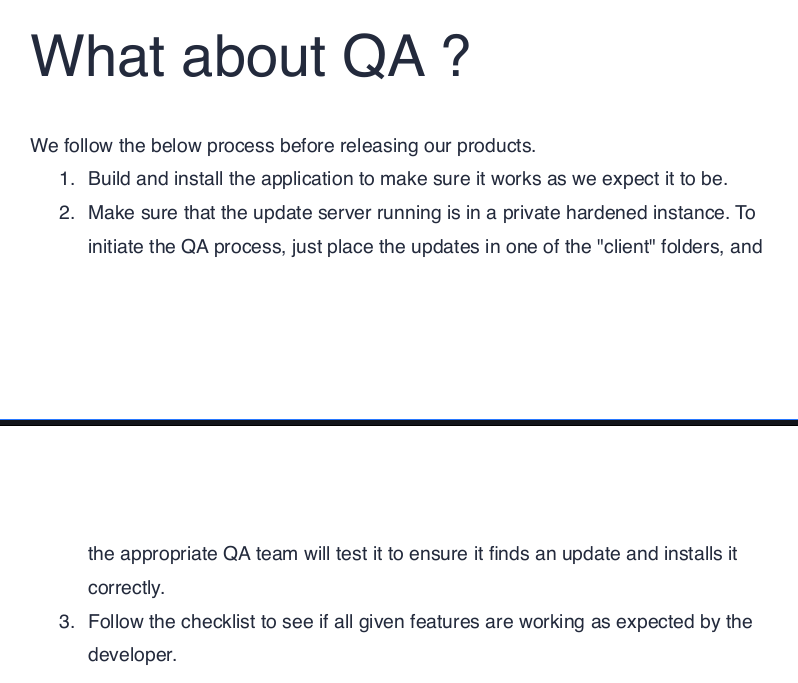 What about QA ?
We follow the below process before releasing our products.
1. Build and install the application to make sure it works as we expect it to be.
2. Make sure that the update server running is in a private hardened instance. To
initiate the QA process, just place the updates in one of the "client" folders, and
the appropriate QA team will test it to ensure it finds an update and installs it
correctly.
3. Follow the checklist to see if all given features are working as expected by the
developer.